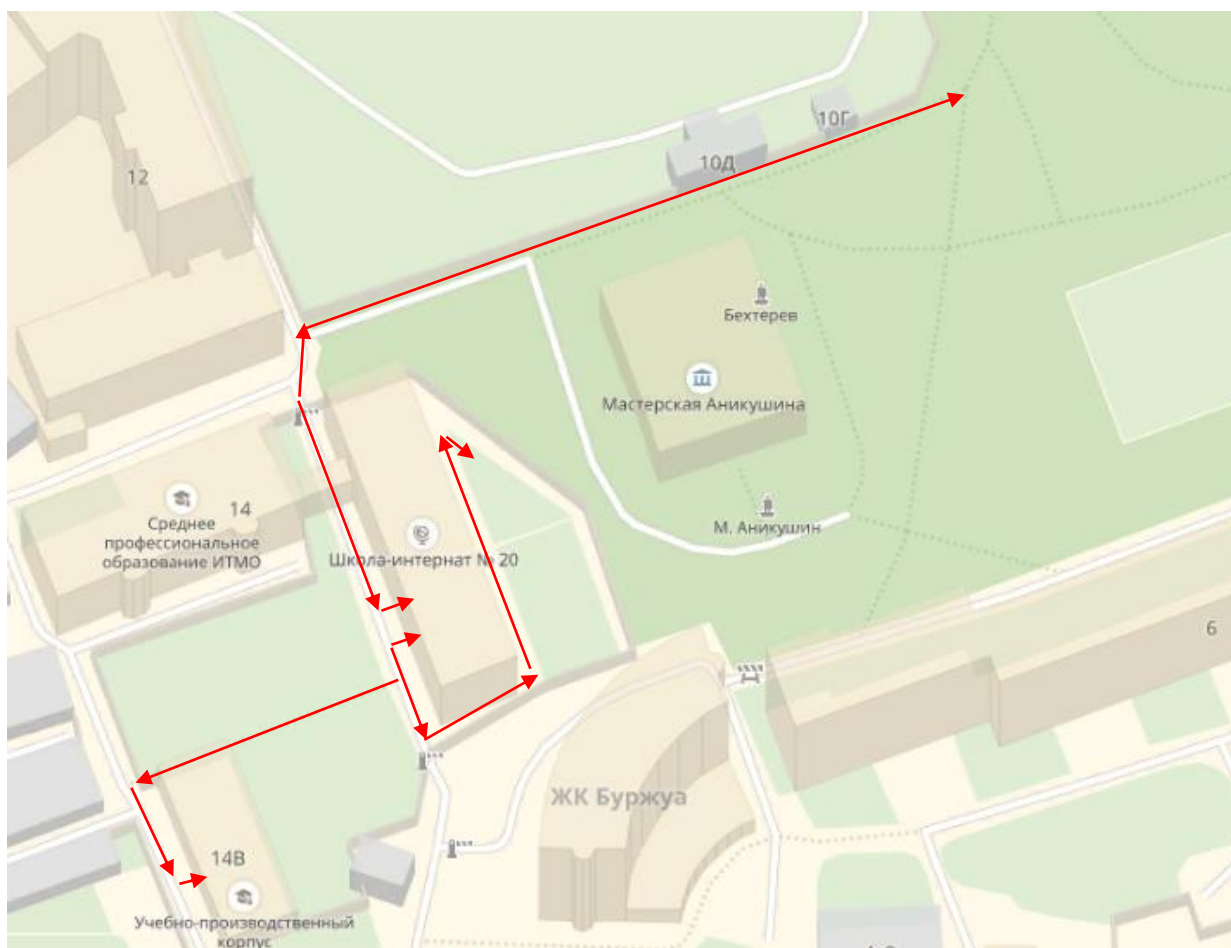 10Г
10Д
12
Бехтерев
Мастерская Аникушина
14
Среднее
профессиональное
образование ИТМО
Школа-интернат № 20
М. Аникушин
6
ЖК Буржуа
14В
Учебно-производственный
корпус